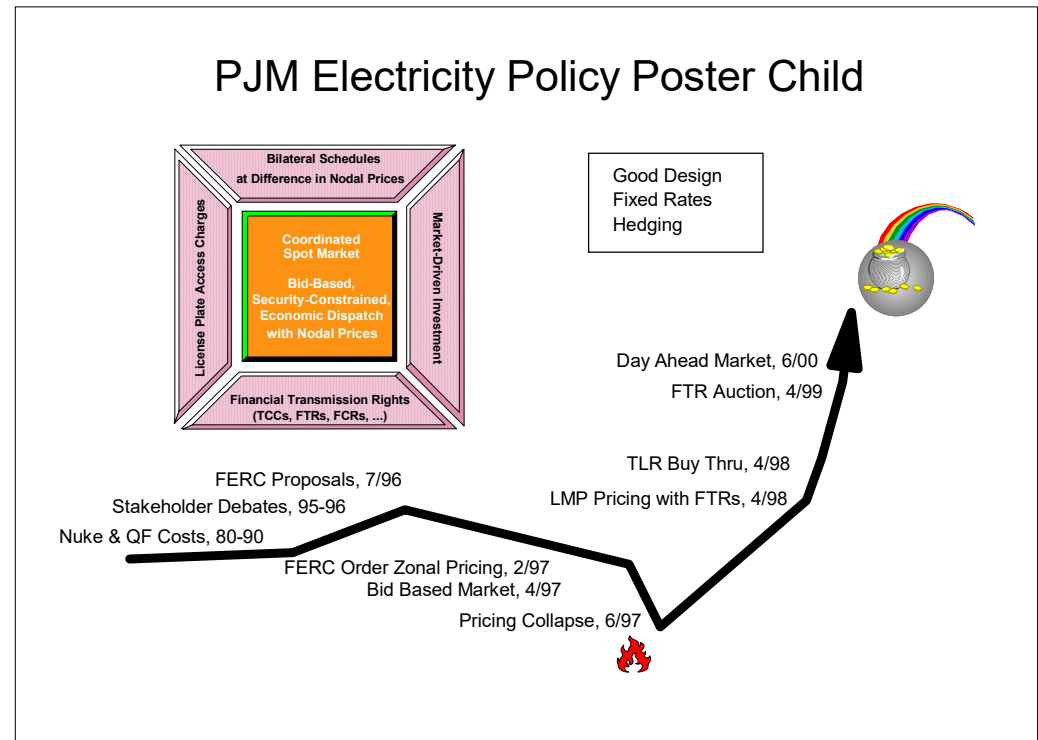 PJM Electricity Policy Poster Child
Bilateral Schedules
at Difference in Nodal Prices
License Plate Access Charges
Coordinated
Spot Market
Bid-Based,
Security-Constrained,
Economic Dispatch
with Nodal Prices
Market-Driven Investment
Financial Transmission Rights
(TCCs, FTRs, FCRs, ...)
Good Design
Fixed Rates
Hedging
Day Ahead Market, 6/00
FTR Auction, 4/99
TLR Buy Thru, 4/98
LMP Pricing with FTRs, 4/98
FERC Proposals, 7/96
Stakeholder Debates, 95-96
Nuke & QF Costs, 80-90
FERC Order Zonal Pricing, 2/97
Bid Based Market, 4/97
Pricing Collapse, 6/97